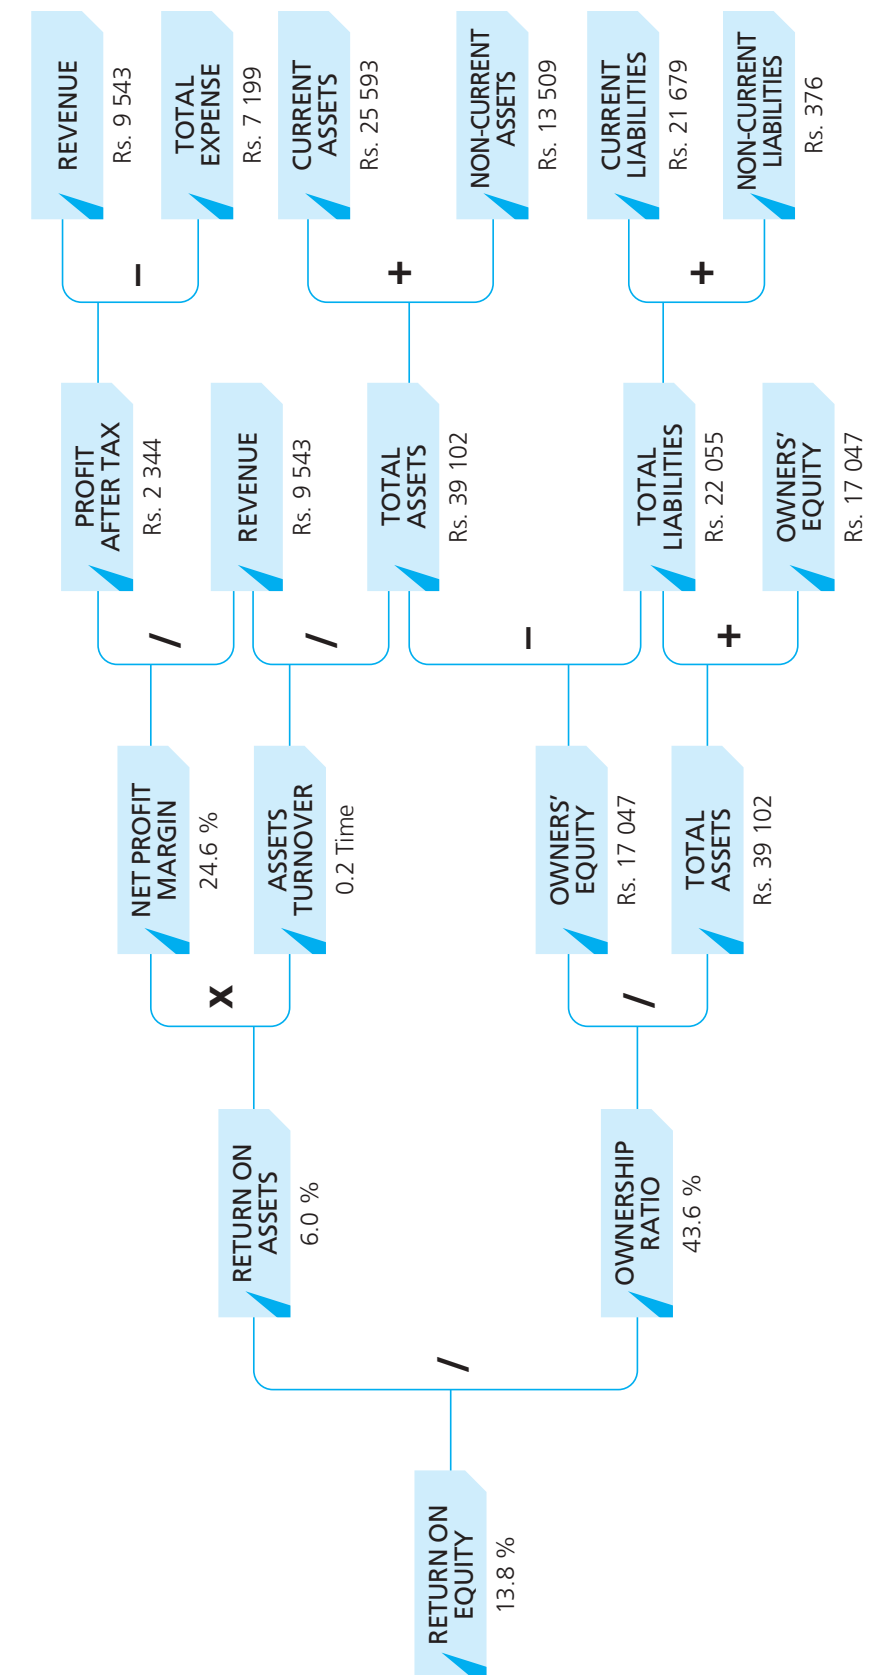 RETURN ON
EQUITY
13.8 %
/
RETURN ON
ASSETS
6.0 %
OWNERSHIP
RATIO
43.6 %
x
/
NET PROFIT
MARGIN
24.6 %
ASSETS
TURNOVER
0.2 Time
OWNERS’
EQUITY
Rs. 17 047
TOTAL
ASSETS
Rs. 39 102
/
/
–
+
PROFIT
AFTER TAX
Rs. 2 344
REVENUE
Rs. 9 543
TOTAL
ASSETS
Rs. 39 102
TOTAL
LIABILITIES
Rs. 22 055
OWNERS’
EQUITY
Rs. 17 047
–
+
+
REVENUE
Rs. 9 543
TOTAL
EXPENSE
Rs. 7 199
CURRENT
ASSETS
Rs. 25 593
NON-CURRENT
ASSETS
Rs. 13 509
CURRENT
LIABILITIES
Rs. 21 679
NON-CURRENT
LIABILITIES
Rs. 376